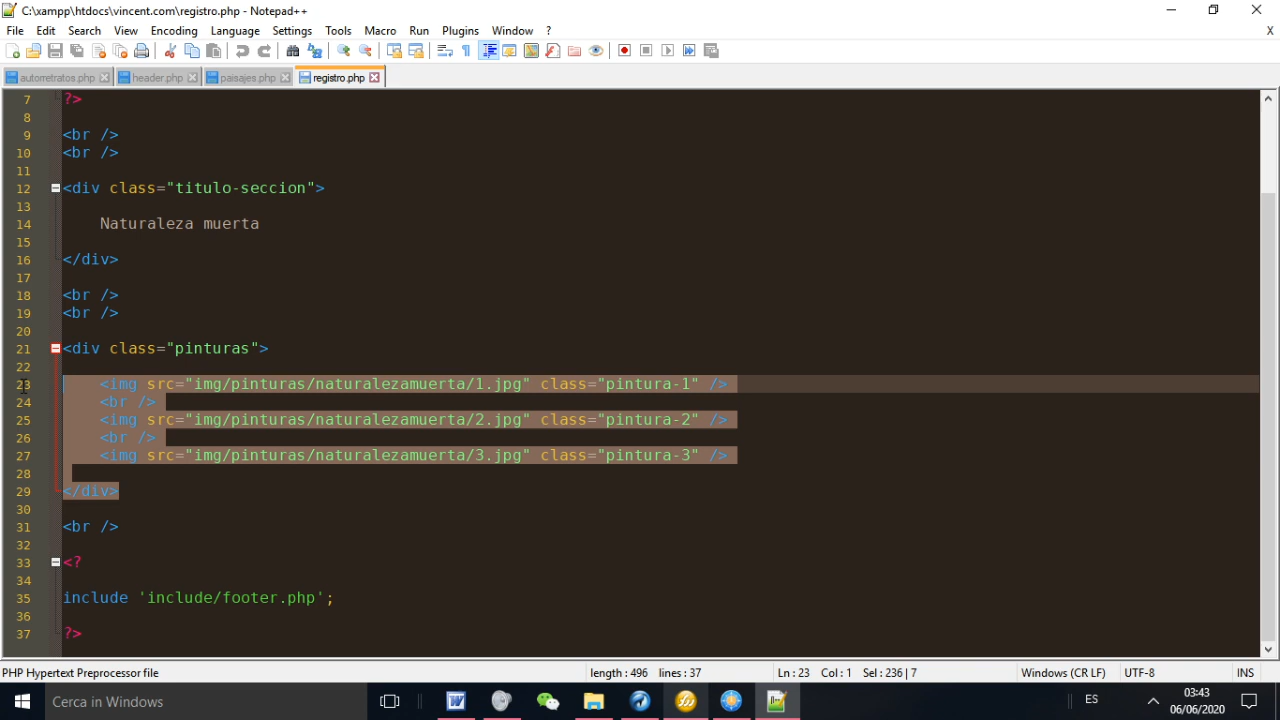 C:\xampp\htdocs\vincent.com\registro.php - Notepad++
File Edit Search View Encoding Language Settings Tools Macro Run Plugins Window ? X
autorretratos.php header.php paisajes.php registro.php
7 ?>
8
9 <br />
10 <br />
11
12 <div class="titulo-seccion">
13
14 Naturaleza muerta
15
16 </div>
17
18 <br />
19 <br />
20
21 <div class="pinturas">
22
23 <img src="img/pinturas/naturalezamuerta/1.jpg" class="pintura-1" />
24 <br />
25 <img src="img/pinturas/naturalezamuerta/2.jpg" class="pintura-2" />
26 <br />
27 <img src="img/pinturas/naturalezamuerta/3.jpg" class="pintura-3" />
28
29 </div>
30
31 <br />
32
33 <?
34
35 include 'include/footer.php';
36
37 ?>
PHP Hypertext Preprocessor file length : 496 lines : 37 Ln : 23 Col : 1 Sel : 236 | 7 Windows (CR LF) UTF-8 INS
Cerca in Windows ES 03:43
06/06/2020